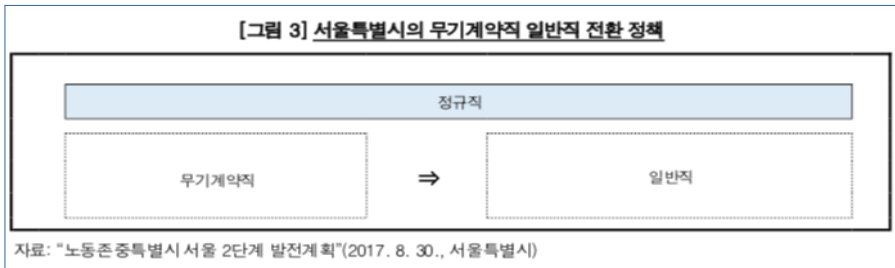 [그림 3] 서울특별시의 무기계약직 일반직 전환 정책
정규직
무기계약직 ⇒ 일반직
자료: “노동존중특별시 서울 2단계 발전계획”(2017. 8. 30., 서울특별시)